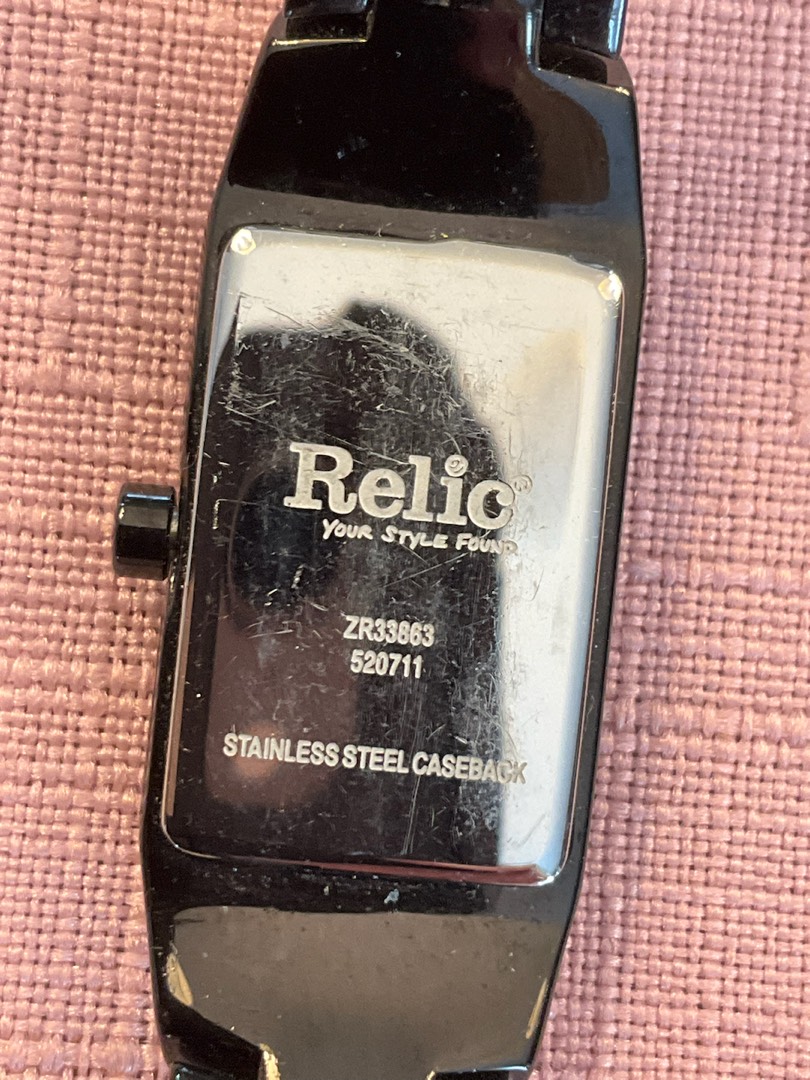 Relic®
YOUR STYLE FOUND
ZR33863
520711
STAINLESS STEEL CASEBACK